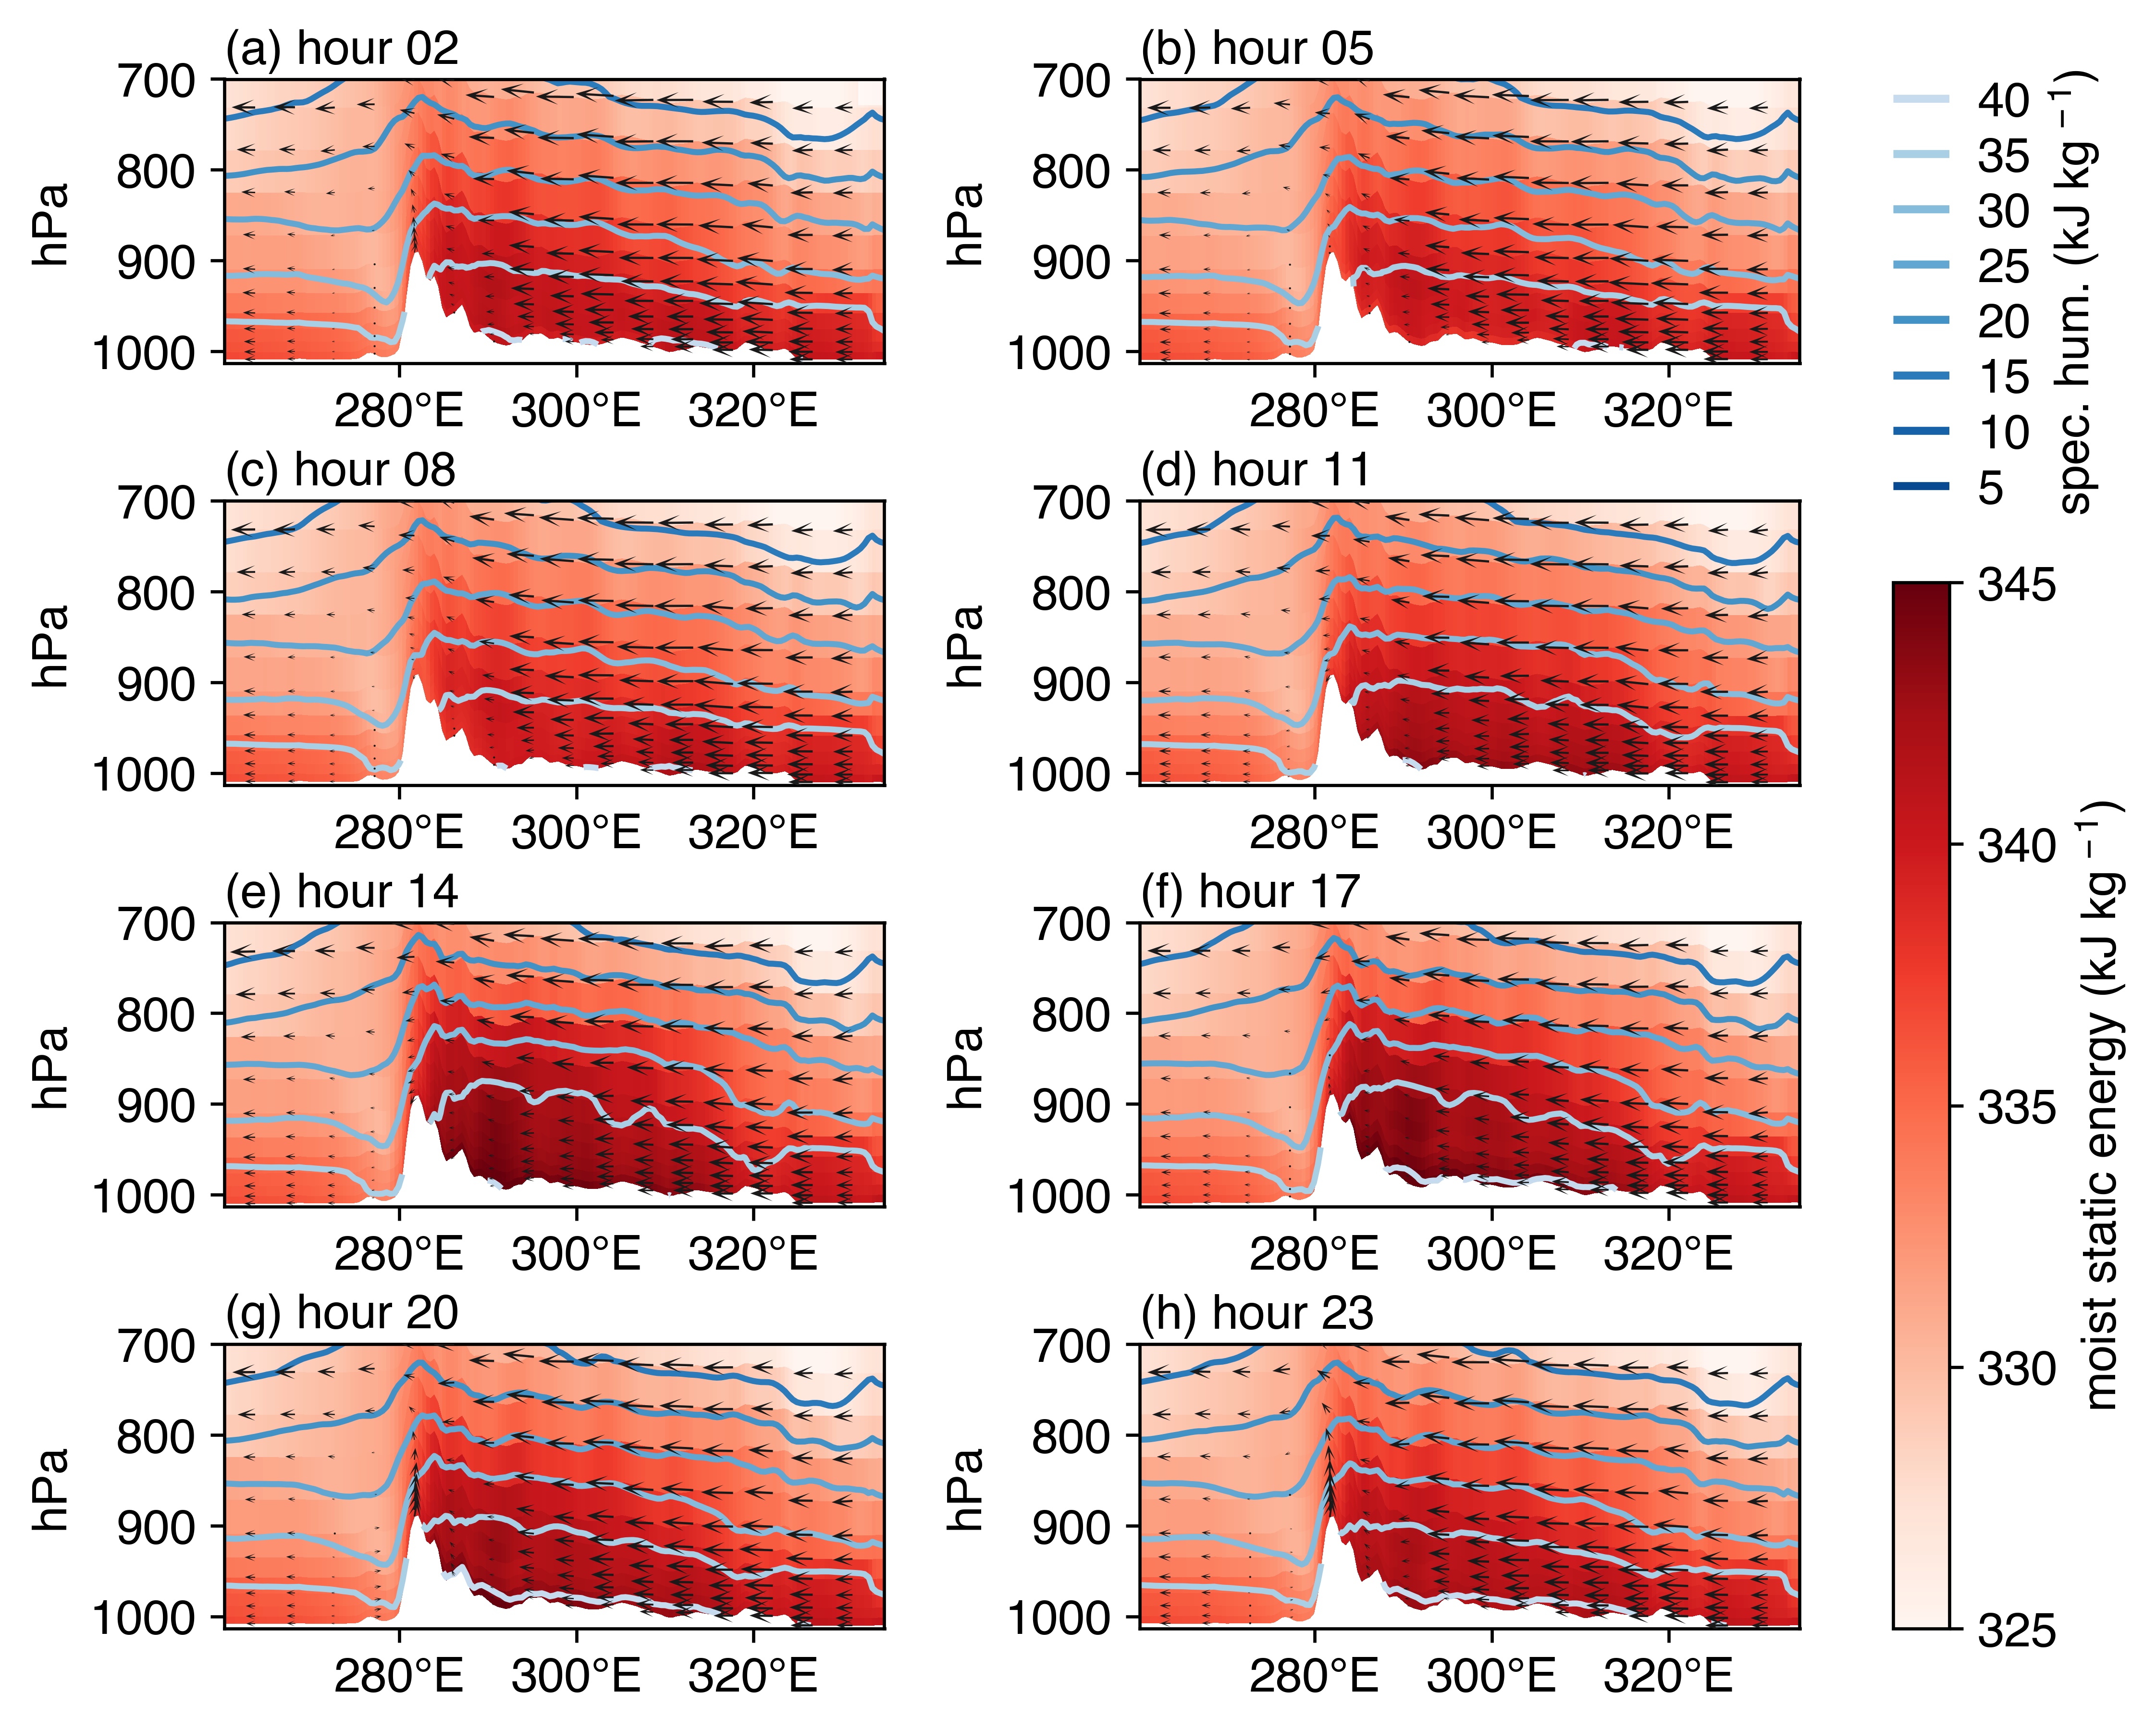 (a) hour 02
700
800
900
1000
hPa
280°E 300°E 320°E
(b) hour 05
700
800
900
1000
hPa
280°E 300°E 320°E
(c) hour 08
700
800
900
1000
hPa
280°E 300°E 320°E
(d) hour 11
700
800
900
1000
hPa
280°E 300°E 320°E
(e) hour 14
700
800
900
1000
hPa
280°E 300°E 320°E
(f) hour 17
700
800
900
1000
hPa
280°E 300°E 320°E
(g) hour 20
700
800
900
1000
hPa
280°E 300°E 320°E
(h) hour 23
700
800
900
1000
hPa
280°E 300°E 320°E
40
35
30
25
20
15
10
5
spec. hum. (kJ kg⁻¹)
345
340
335
330
325
moist static energy (kJ kg⁻¹)